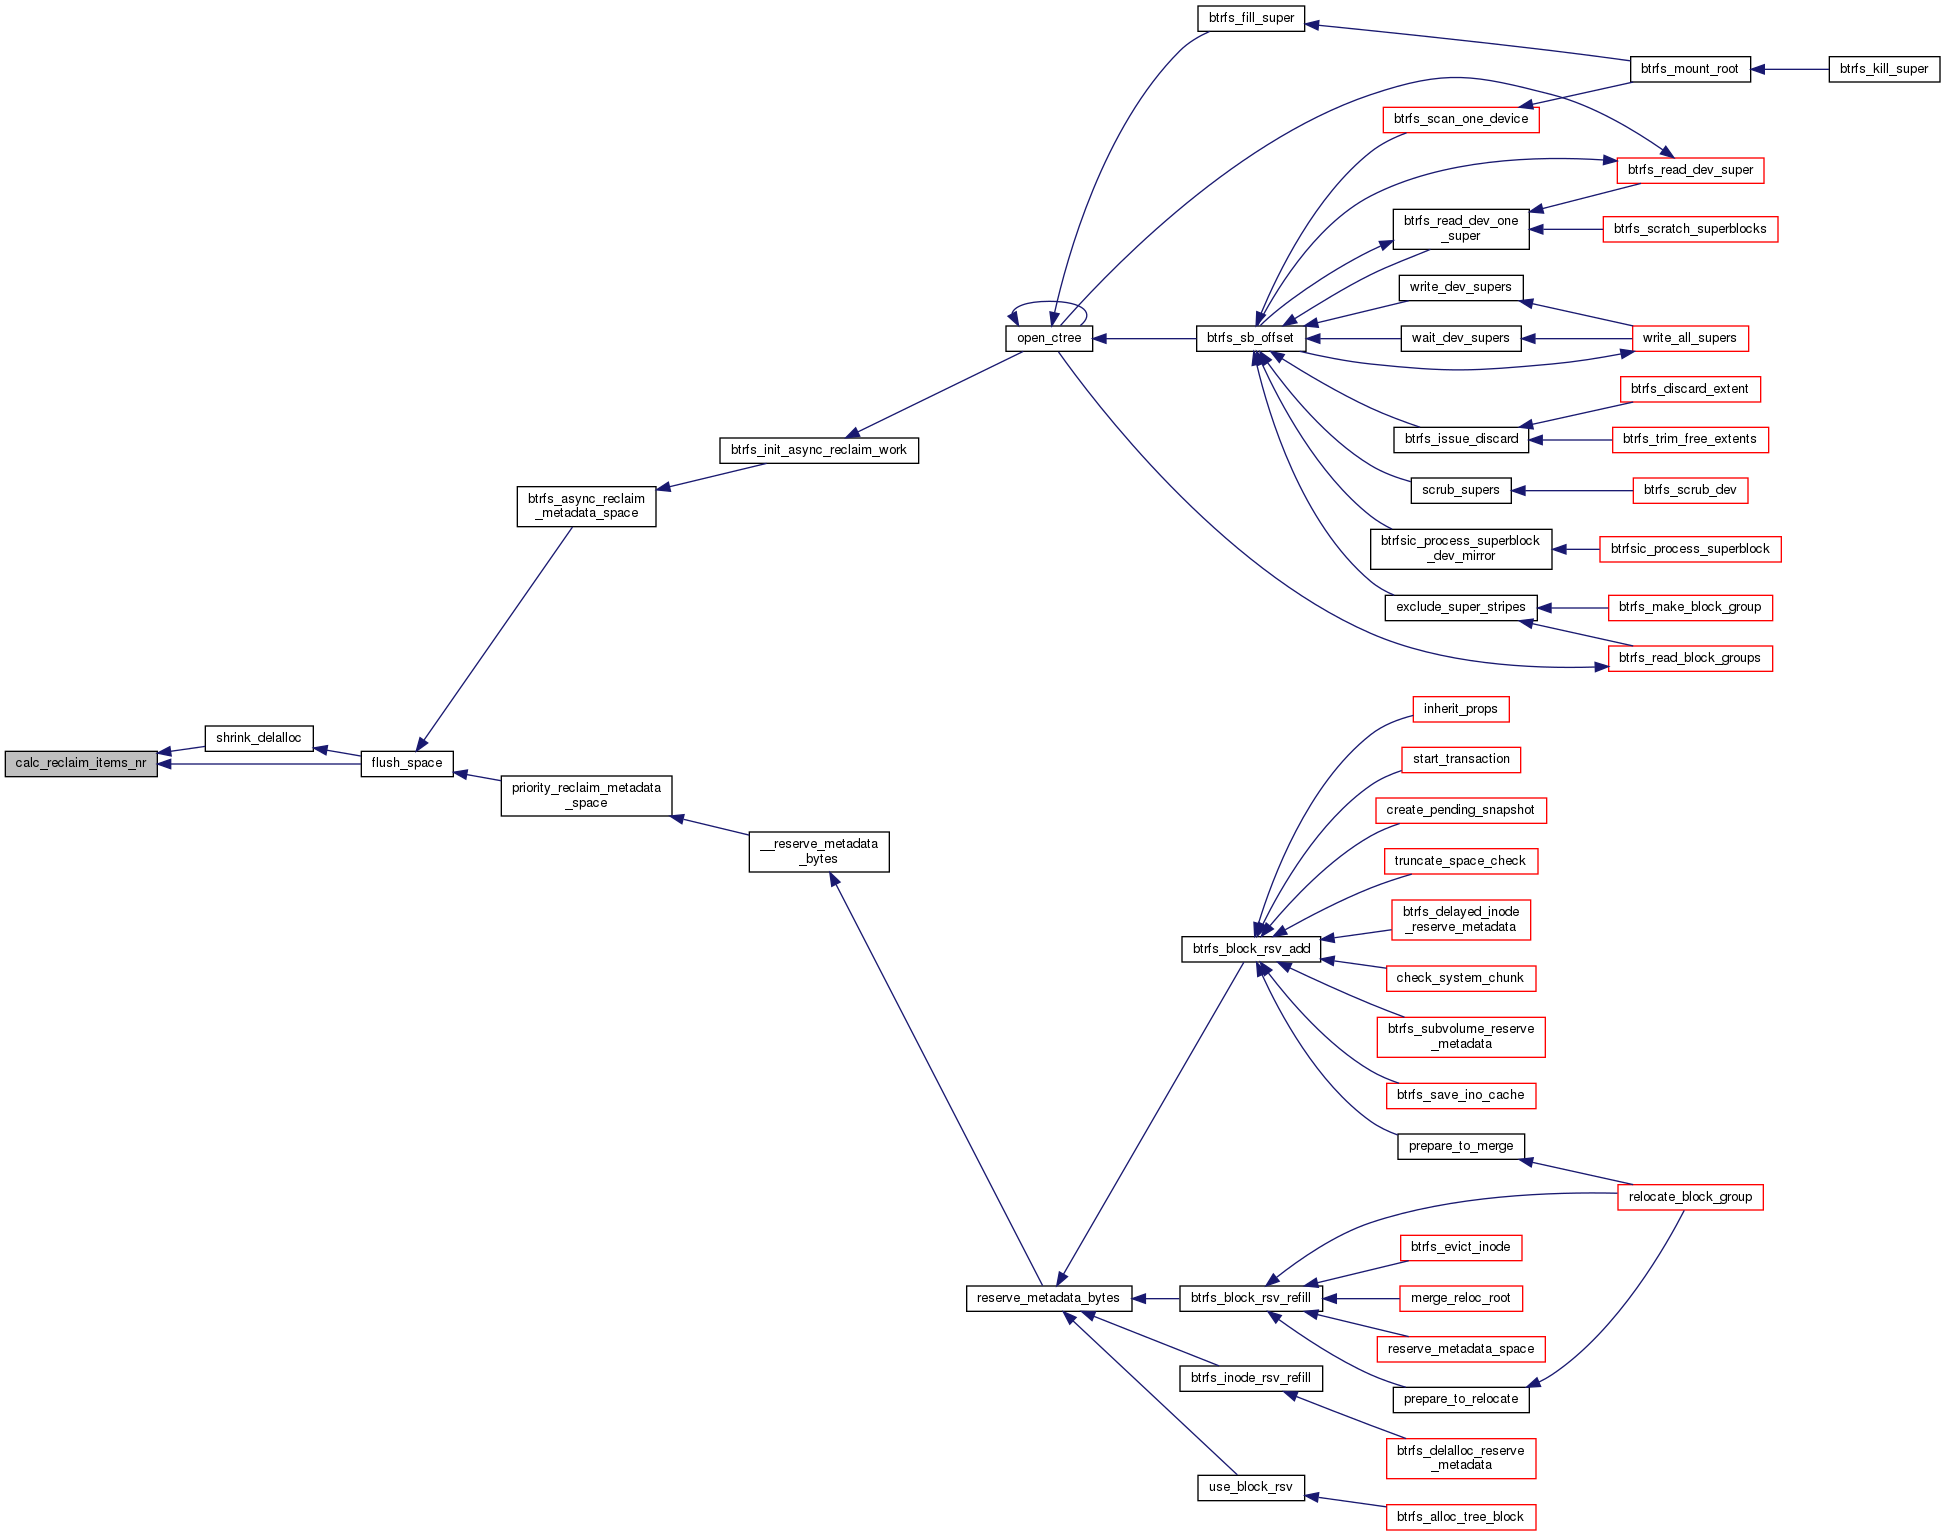 btrfs_fill_super
btrfs_mount_root
btrfs_kill_super
btrfs_scan_one_device
btrfs_read_dev_super
btrfs_read_dev_one
_super
btrfs_scratch_superblocks
write_dev_supers
open_ctree
btrfs_sb_offset
wait_dev_supers
write_all_supers
btrfs_discard_extent
btrfs_issue_discard
btrfs_trim_free_extents
btrfs_init_async_reclaim_work
scrub_supers
btrfs_scrub_dev
btrfs_async_reclaim
_metadata_space
btrfsic_process_superblock
_dev_mirror
btrfsic_process_superblock
exclude_super_stripes
btrfs_make_block_group
btrfs_read_block_groups
inherit_props
shrink_delalloc
calc_reclaim_items_nr
flush_space
start_transaction
priority_reclaim_metadata
_space
create_pending_snapshot
__reserve_metadata
_bytes
truncate_space_check
btrfs_delayed_inode
_reserve_metadata
btrfs_block_rsv_add
check_system_chunk
btrfs_subvolume_reserve
_metadata
btrfs_save_ino_cache
prepare_to_merge
relocate_block_group
btrfs_evict_inode
reserve_metadata_bytes
btrfs_block_rsv_refill
merge_reloc_root
reserve_metadata_space
btrfs_inode_rsv_refill
prepare_to_relocate
btrfs_delalloc_reserve
_metadata
use_block_rsv
btrfs_alloc_tree_block